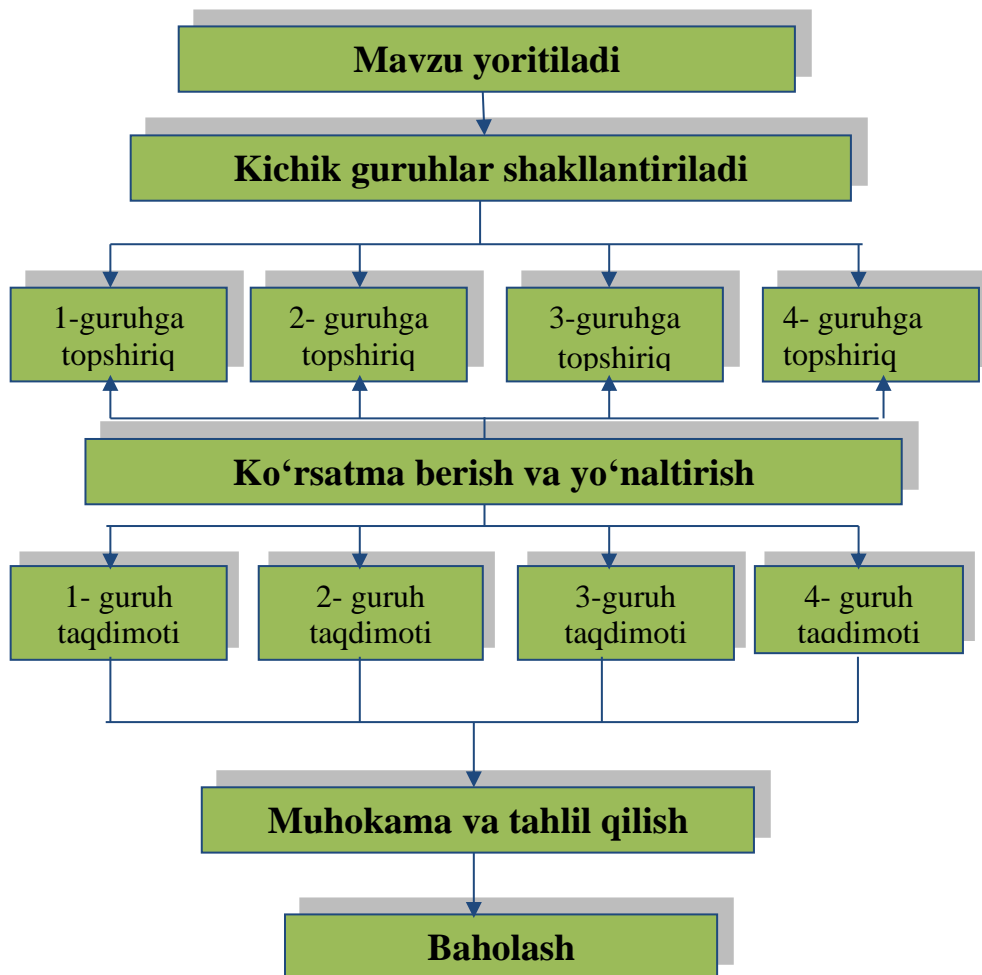 Mavzu yoritiladi
Kichik guruhlar shakllantiriladi
1-guruhga
topshiriq
2- guruhga
topshiriq
3-guruhga
topshiriq
4- guruhga
topshiriq
Ko‘rsatma berish va yo‘naltirish
1- guruh
taqdimoti
2- guruh
taqdimoti
3-guruh
taqdimoti
4- guruh
taqdimoti
Muhokama va tahlil qilish
Baholash